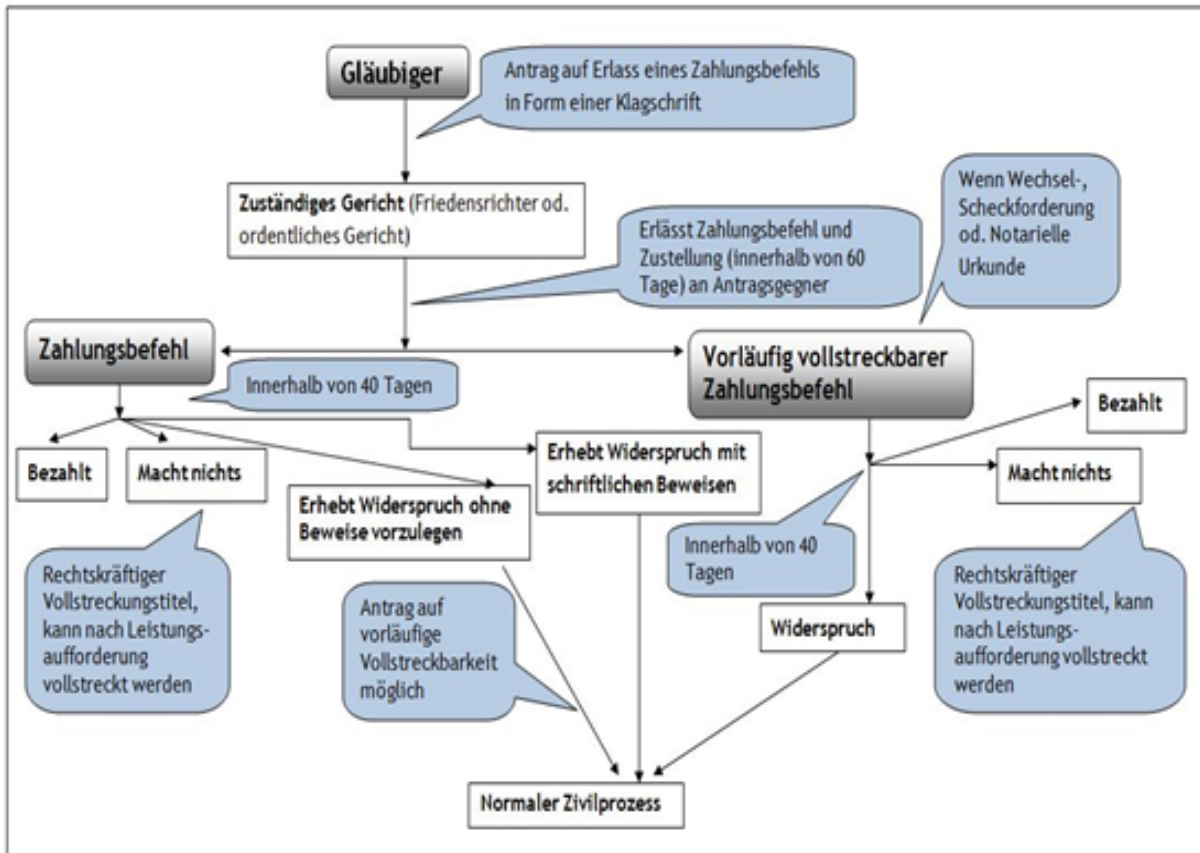 Gläubiger
Antrag auf Erlass eines Zahlungsbefehls
in Form einer Klagschrift
Zuständiges Gericht (Friedensrichter od.
ordentliches Gericht)
Erlässt Zahlungsbefehl und
Zustellung (innerhalb von 60
Tage) an Antragsgegner
Wenn Wechsel-,
Scheckforderung
od. Notarielle
Urkunde
Zahlungsbefehl
Innerhalb von 40 Tagen
Vorläufig vollstreckbarer
Zahlungsbefehl
Bezahlt
Macht nichts
Erhebt Widerspruch ohne
Beweise vorzulegen
Erhebt Widerspruch mit
schriftlichen Beweisen
Bezahlt
Macht nichts
Rechtskräftiger
Vollstreckungstitel,
kann nach Leistungs-
aufforderung
vollstreckt werden
Antrag auf
vorläufige
Vollstreckbarkeit
möglich
Innerhalb von 40
Tagen
Widerspruch
Rechtskräftiger
Vollstreckungstitel, kann
nach Leistungs-
aufforderung vollstreckt
werden
Normaler Zivilprozess